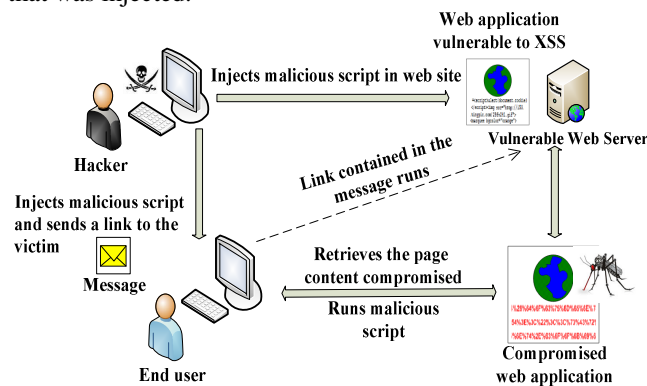 that was injected.
Web application
vulnerable to XSS
Injects malicious script in web site
Hacker
Vulnerable Web Server
Link contained in the
message runs
Injects malicious script
and sends a link to the
victim
Message
Retrieves the page
content compromised
Runs malicious
script
End user
Compromised
web application